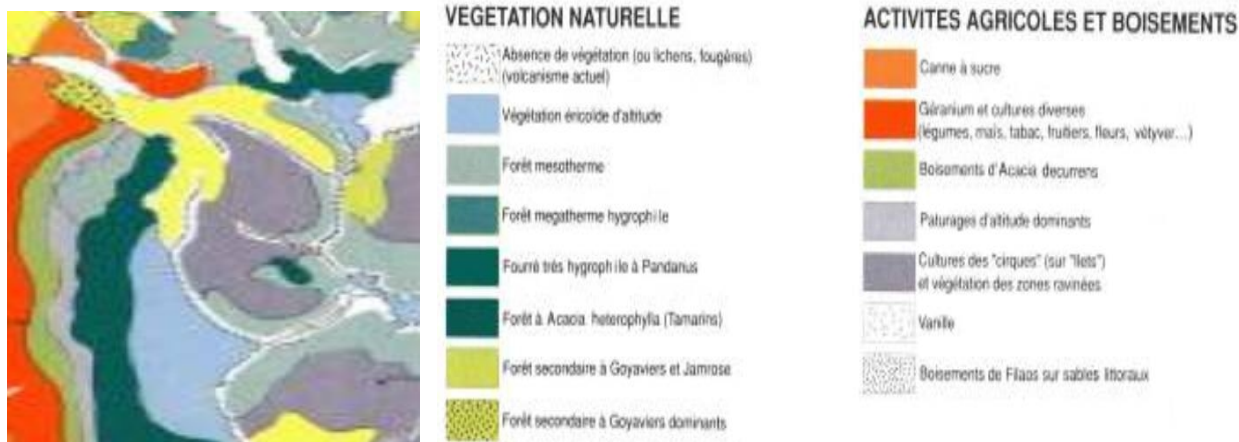 VEGETATION NATURELLE
Absence de végétation (ou lichens, fougères)
(volcanisme actuel)
Végétation éricoïde d'altitude
Forêt mesotherme
Forêt megatherme hygrophile
Fourré très hygrophile à Pandanus
Forêt à Acacia heterophylla (Tamarins)
Forêt secondaire à Goyaviers et Jamrose
Forêt secondaire à Goyaviers dominants
ACTIVITES AGRICOLES ET BOISEMENTS
Canne à sucre
Géranium et cultures diverses
(légumes, maïs, tabac, fruitiers, fleurs, vétyver...)
Boisements d'Acacia decurrens
Paturages d'altitude dominants
Cultures des "cirques" (sur "îlets")
et végétation des zones ravinées
Vanille
Boisements de Filaos sur sables littoraux